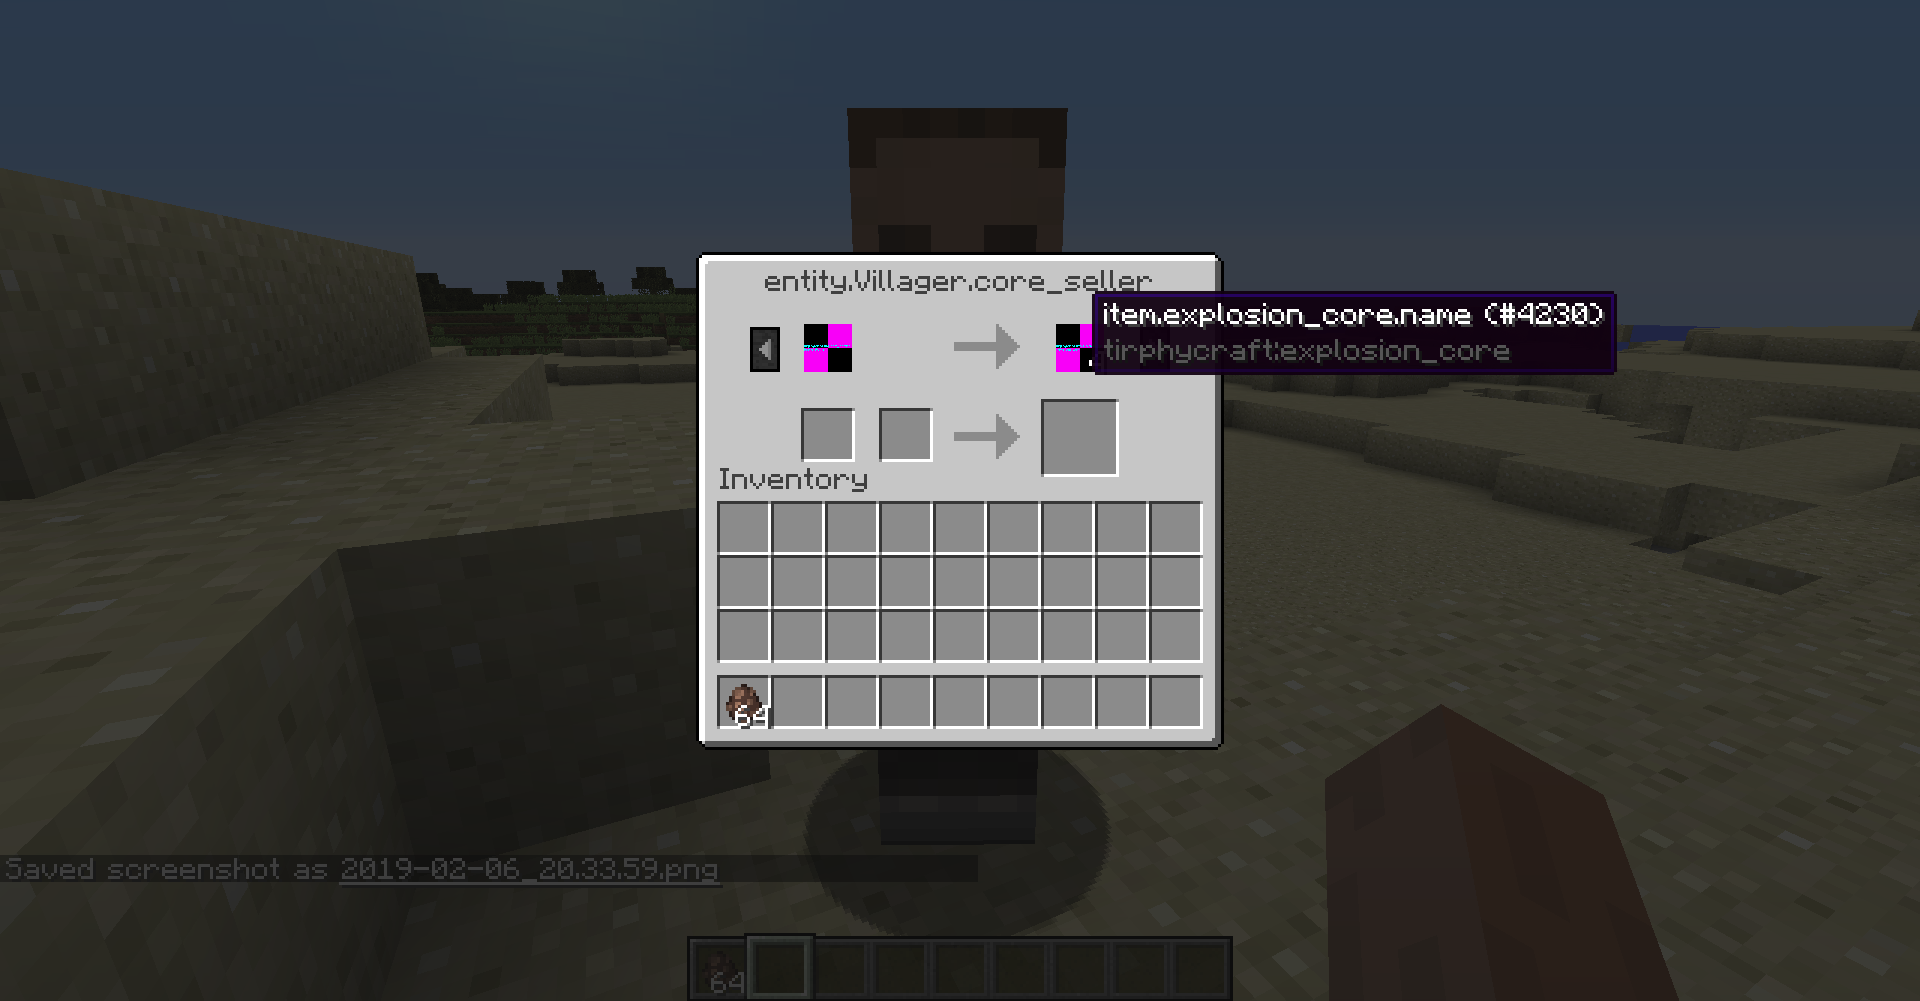 entity.Villager.core_seller
item.explosion_core.name (#4230)
tirphycraft:explosion_core
Inventory
64
Saved screenshot as 2019-02-06_20.33.59.png
64